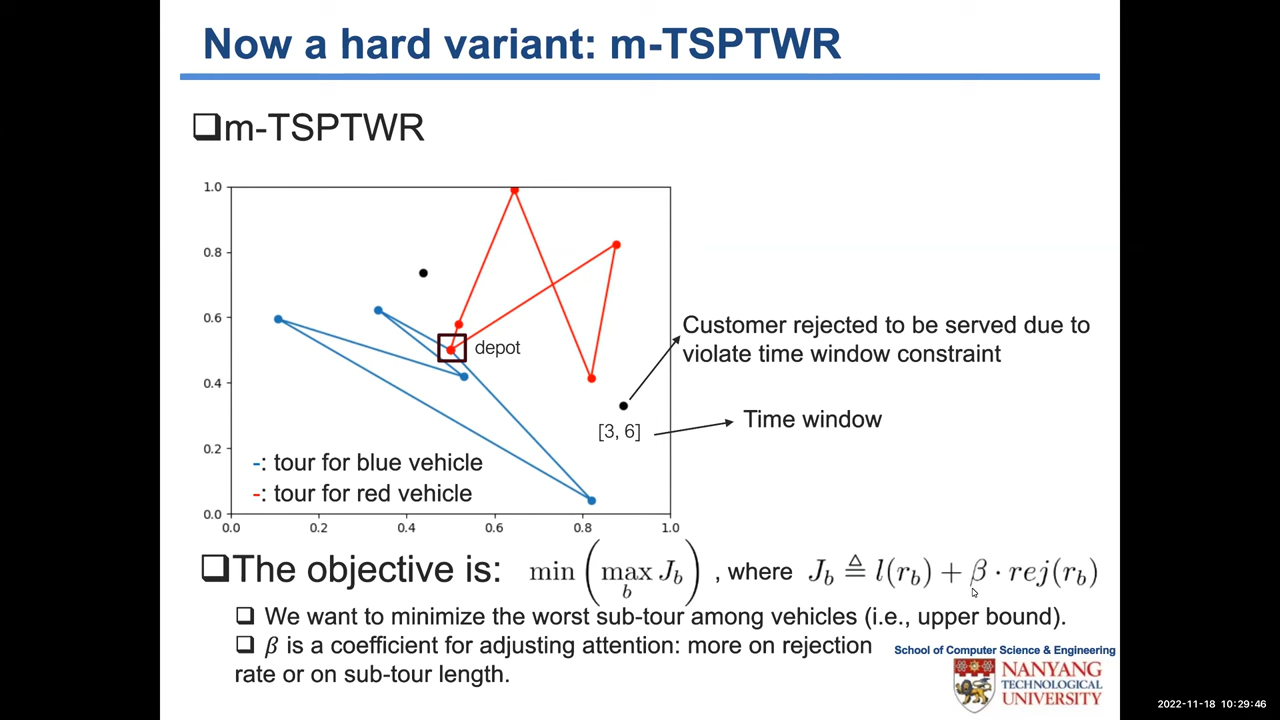 Now a hard variant: m-TSPTWR
❑m-TSPTWR
1.0
0.8
0.6
0.4
0.2
0.0
0.0 0.2 0.4 0.6 0.8 1.0
depot
[3, 6]
-: tour for blue vehicle
-: tour for red vehicle
Customer rejected to be served due to
violate time window constraint
Time window
❑The objective is: min (max_b J_b) , where J_b ≜ l(r_b) + β · rej(r_b)
❑ We want to minimize the worst sub-tour among vehicles (i.e., upper bound).
❑ β is a coefficient for adjusting attention: more on rejection
rate or on sub-tour length.
School of Computer Science & Engineering
NANYANG
TECHNOLOGICAL
UNIVERSITY
2022-11-18 10:29:46